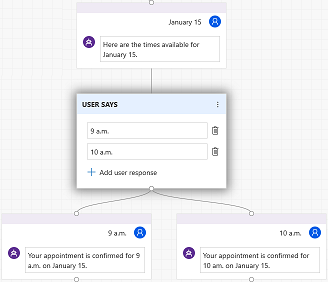 January 15
Here are the times available for
January 15.
USER SAYS
9 a.m.
10 a.m.
Add user response
9 a.m.
Your appointment is confirmed for 9
a.m. on January 15.
10 a.m.
Your appointment is confirmed for
10 am. on January 15.